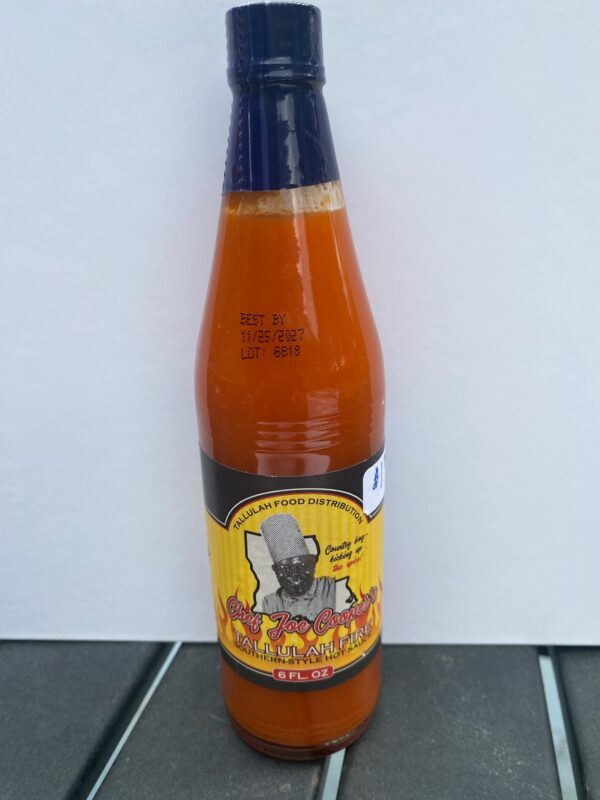 BEST BY
11/25/2027
LOT: 6818
TALLULAH FOOD DISTRIBUTION
Country boy
kicking up
the spice!
Chef Joe Cooper's
TALLULAH FIRE
SOUTHERN-STYLE HOT SAUCE
6 FL. OZ